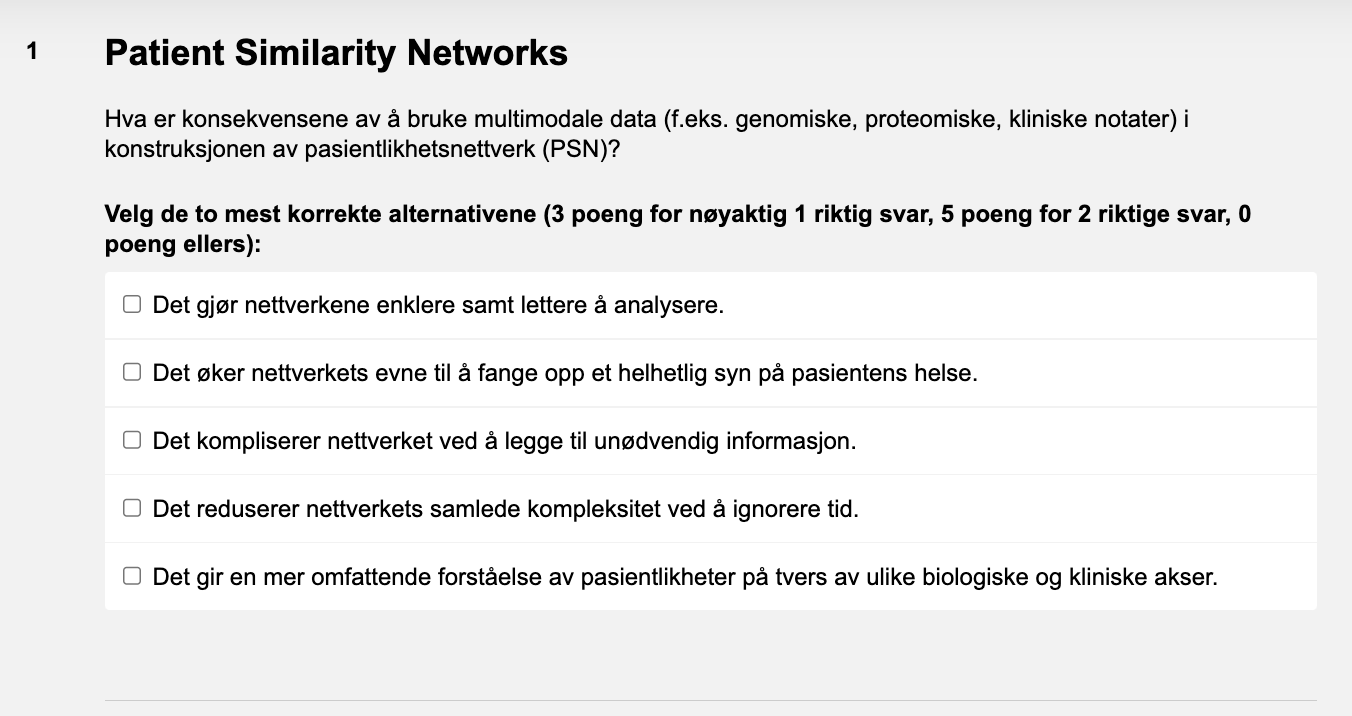 1 Patient Similarity Networks
Hva er konsekvensene av å bruke multimodale data (f.eks. genomiske, proteomiske, kliniske notater) i
konstruksjonen av pasientlikhetsnettverk (PSN)?
Velg de to mest korrekte alternativene (3 poeng for nøyaktig 1 riktig svar, 5 poeng for 2 riktige svar, 0
poeng ellers):
Det gjør nettverkene enklere samt lettere å analysere.
Det øker nettverkets evne til å fange opp et helhetlig syn på pasientens helse.
Det kompliserer nettverket ved å legge til unødvendig informasjon.
Det reduserer nettverkets samlede kompleksitet ved å ignorere tid.
Det gir en mer omfattende forståelse av pasientlikheter på tvers av ulike biologiske og kliniske akser.